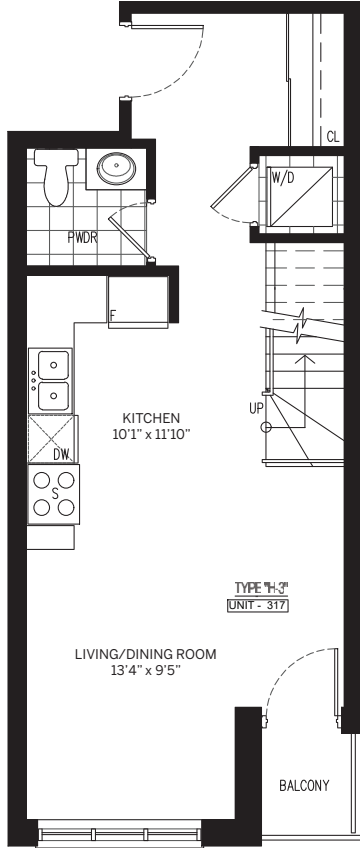 CL
W/D
PWDR
F
KITCHEN
10'1" x 11'10"
UP
DW
S
TYPE "H-3"
UNIT - 317
LIVING/DINING ROOM
13'4" x 9'5"
BALCONY